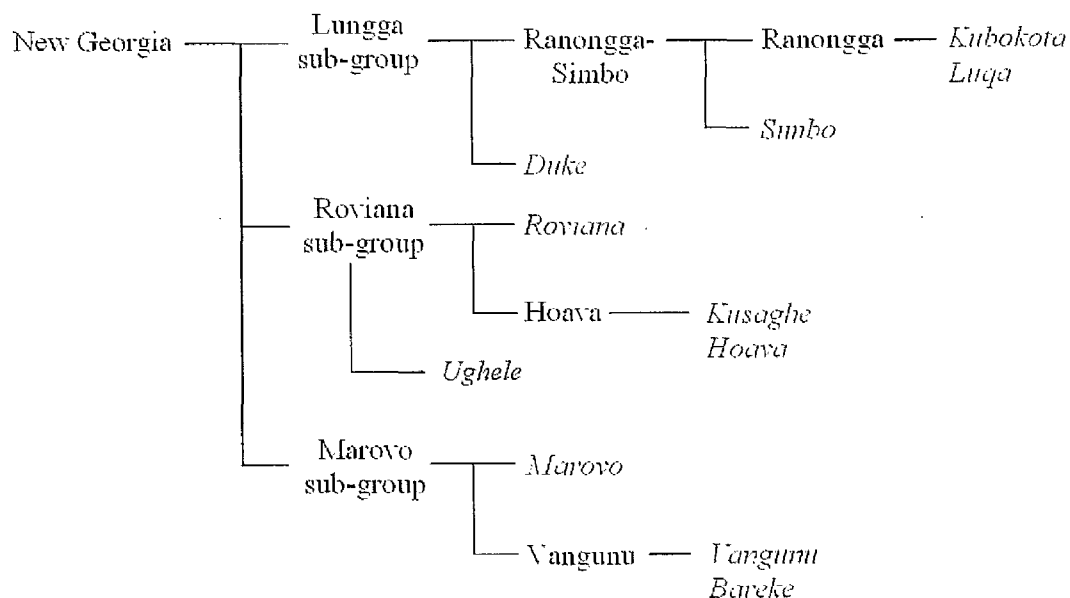 New Georgia
Lungga
sub-group
Ranongga-
Simbo
Ranongga
Kubokota
Luqa
Simbo
Duke
Roviana
sub-group
Roviana
Hoava
Kusaghe
Hoava
Ughele
Marovo
sub-group
Marovo
Vangunu
Vangunu
Bareke